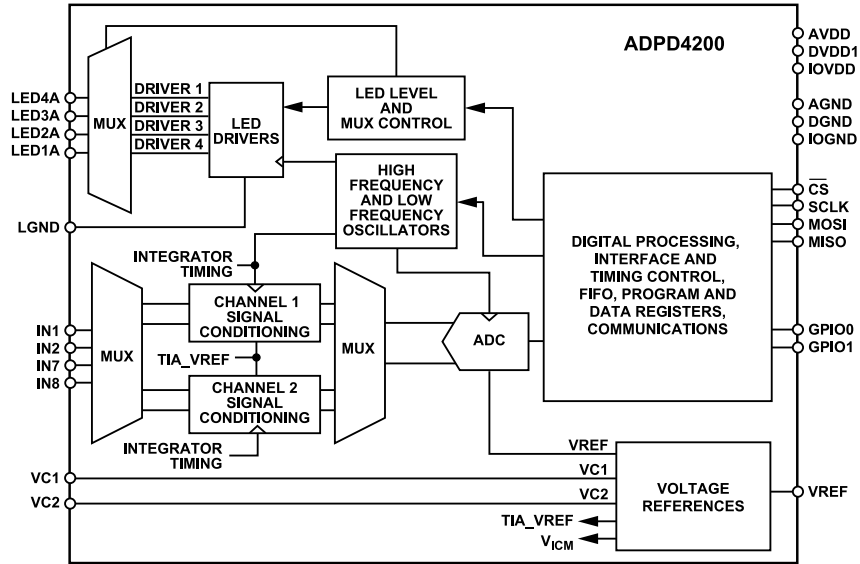 ADPD4200
AVDD
DVDD1
IOVDD
AGND
DGND
IOGND
CS
SCLK
MOSI
MISO
GPIO0
GPIO1
VREF
LED4A
LED3A
LED2A
LED1A
LGND
MUX
DRIVER 1
DRIVER 2
DRIVER 3
DRIVER 4
LED
DRIVERS
LED LEVEL
AND
MUX CONTROL
HIGH
FREQUENCY
AND LOW
FREQUENCY
OSCILLATORS
DIGITAL PROCESSING,
INTERFACE AND
TIMING CONTROL,
FIFO, PROGRAM AND
DATA REGISTERS,
COMMUNICATIONS
INTEGRATOR
TIMING
IN1
IN2
IN7
IN8
MUX
CHANNEL 1
SIGNAL
CONDITIONING
TIA_VREF
CHANNEL 2
SIGNAL
CONDITIONING
INTEGRATOR
TIMING
MUX
ADC
VC1
VC2
VREF
VC1
VC2
TIA_VREF
VICM
VOLTAGE
REFERENCES